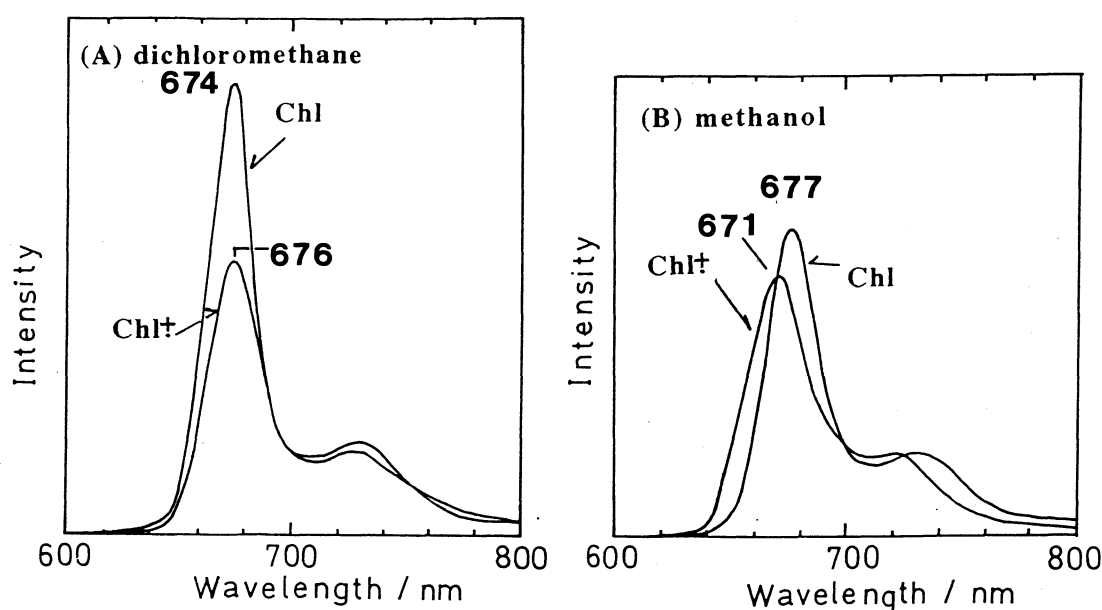 (A) dichloromethane
674
Chl
676
Chl+·
Intensity
600
700
800
Wavelength / nm
(B) methanol
677
671
Chl+·
Chl
Intensity
600
700
800
Wavelength / nm